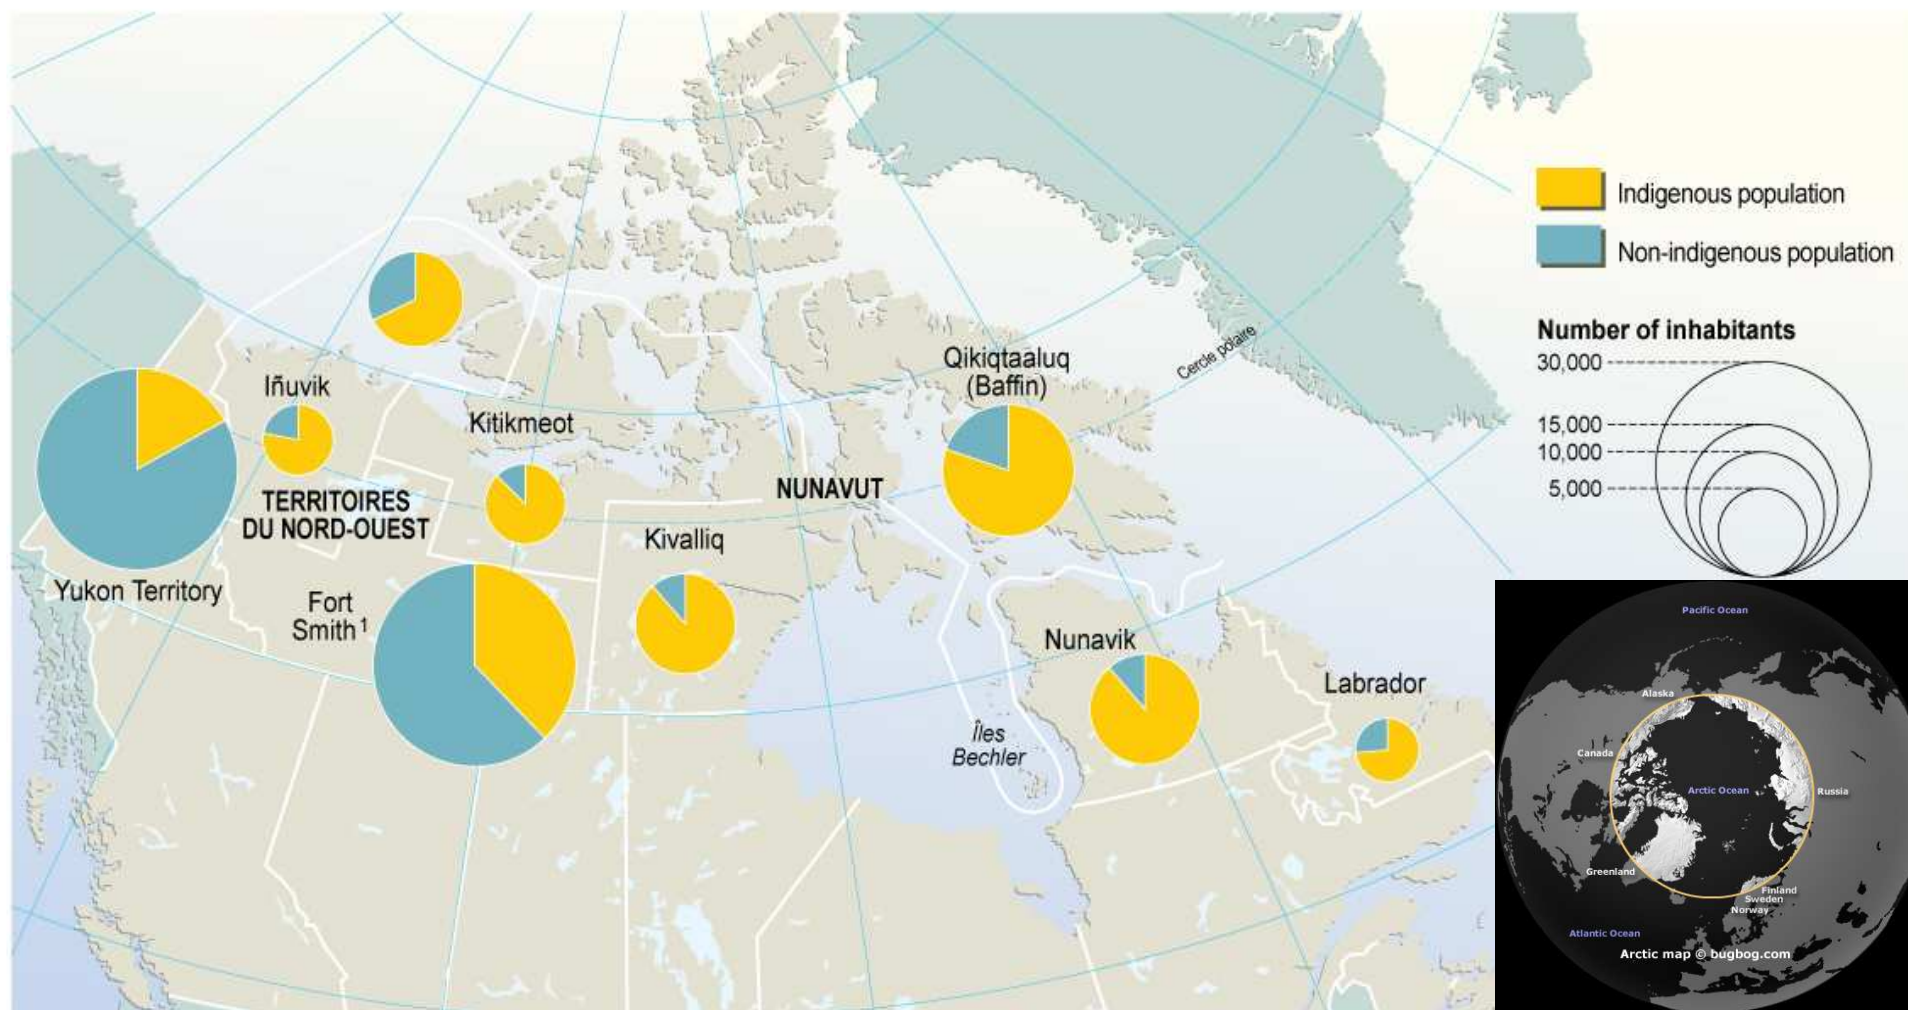 Indigenous population
Non-indigenous population
Number of inhabitants
30,000
15,000
10,000
5,000
Cercle polaire
Qikiqtaaluq
(Baffin)
Iñuvik
Kitikmeot
TERRITOIRES
DU NORD-OUEST
NUNAVUT
Kivalliq
Yukon Territory
Fort
Smith¹
Nunavik
Labrador
Îles
Bechler
Pacific Ocean
Alaska
Canada
Arctic Ocean
Russia
Greenland
Finland
Sweden
Norway
Atlantic Ocean
Arctic map © bugbog.com